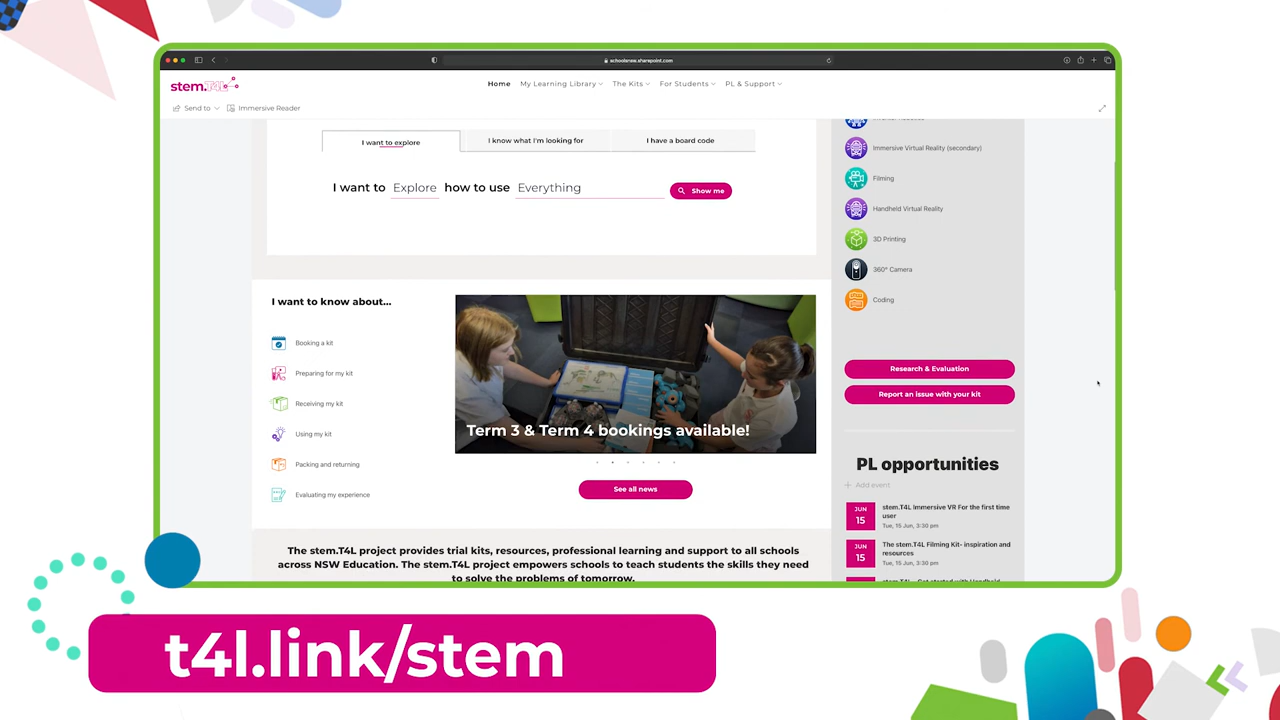 schoolsnsw.sharepoint.com
stem.T4L
Home
My Learning Library
The Kits
For Students
PL & Support
Send to
Immersive Reader
I want to explore
I know what I'm looking for
I have a board code
I want to Explore how to use Everything
Show me
I want to know about...
Booking a kit
Preparing for my kit
Receiving my kit
Using my kit
Packing and returning
Evaluating my experience
Term 3 & Term 4 bookings available!
See all news
The stem.T4L project provides trial kits, resources, professional learning and support to all schools
across NSW Education. The stem.T4L project empowers schools to teach students the skills they need
to solve the problems of tomorrow.
Immersive Virtual Reality (secondary)
Filming
Handheld Virtual Reality
3D Printing
360° Camera
Coding
Research & Evaluation
Report an issue with your kit
PL opportunities
Add event
JUN
15
stem.T4L Immersive VR For the first time
user
Tue, 15 Jun, 3:30 pm
JUN
15
The stem.T4L Filming Kit- inspiration and
resources
Tue, 15 Jun, 3:30 pm
t4l.link/stem